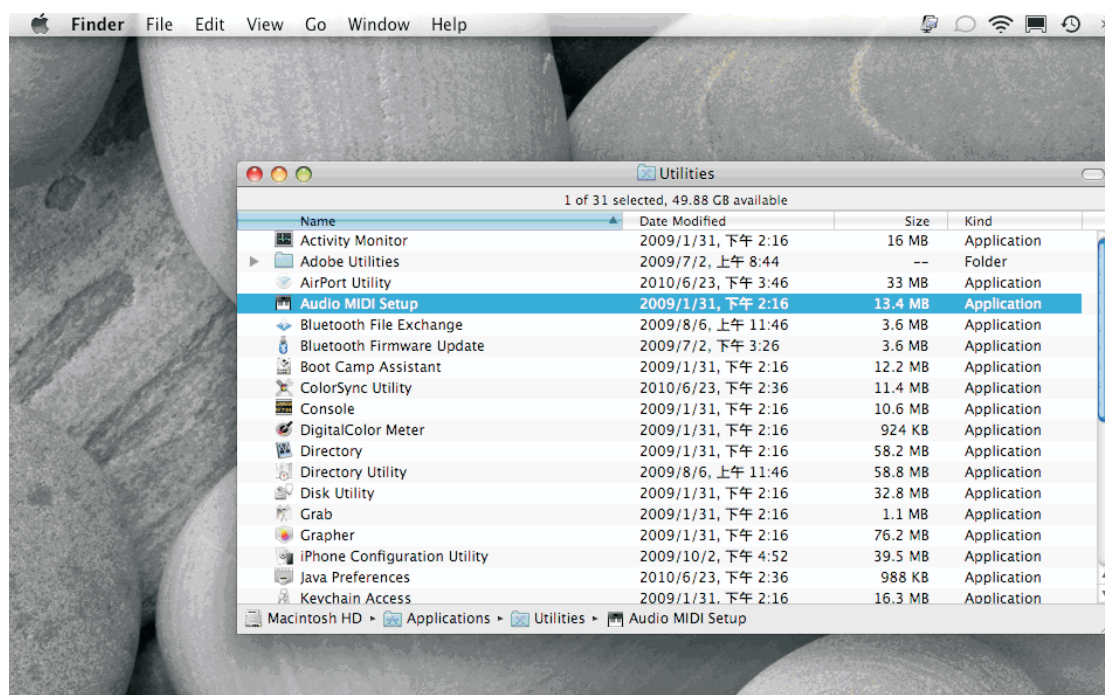 Finder File Edit View Go Window Help
Utilities
1 of 31 selected, 49.88 GB available
Name Date Modified Size Kind
Activity Monitor 2009/1/31, 下午 2:16 16 MB Application
Adobe Utilities 2009/7/2, 上午 8:44 -- Folder
AirPort Utility 2010/6/23, 下午 3:46 33 MB Application
Audio MIDI Setup 2009/1/31, 下午 2:16 13.4 MB Application
Bluetooth File Exchange 2009/8/6, 上午 11:46 3.6 MB Application
Bluetooth Firmware Update 2009/7/2, 下午 3:26 3.6 MB Application
Boot Camp Assistant 2009/1/31, 下午 2:16 12.2 MB Application
ColorSync Utility 2010/6/23, 下午 2:36 11.4 MB Application
Console 2009/1/31, 下午 2:16 10.6 MB Application
DigitalColor Meter 2009/1/31, 下午 2:16 924 KB Application
Directory 2009/1/31, 下午 2:16 58.2 MB Application
Directory Utility 2009/8/6, 上午 11:46 58.8 MB Application
Disk Utility 2009/1/31, 下午 2:16 32.8 MB Application
Grab 2009/1/31, 下午 2:16 1.1 MB Application
Grapher 2009/1/31, 下午 2:16 76.2 MB Application
iPhone Configuration Utility 2009/10/2, 下午 4:52 39.5 MB Application
Java Preferences 2010/6/23, 下午 2:36 988 KB Application
Keychain Access 2009/1/31, 下午 2:16 16.3 MB Application
Macintosh HD ▸ Applications ▸ Utilities ▸ Audio MIDI Setup